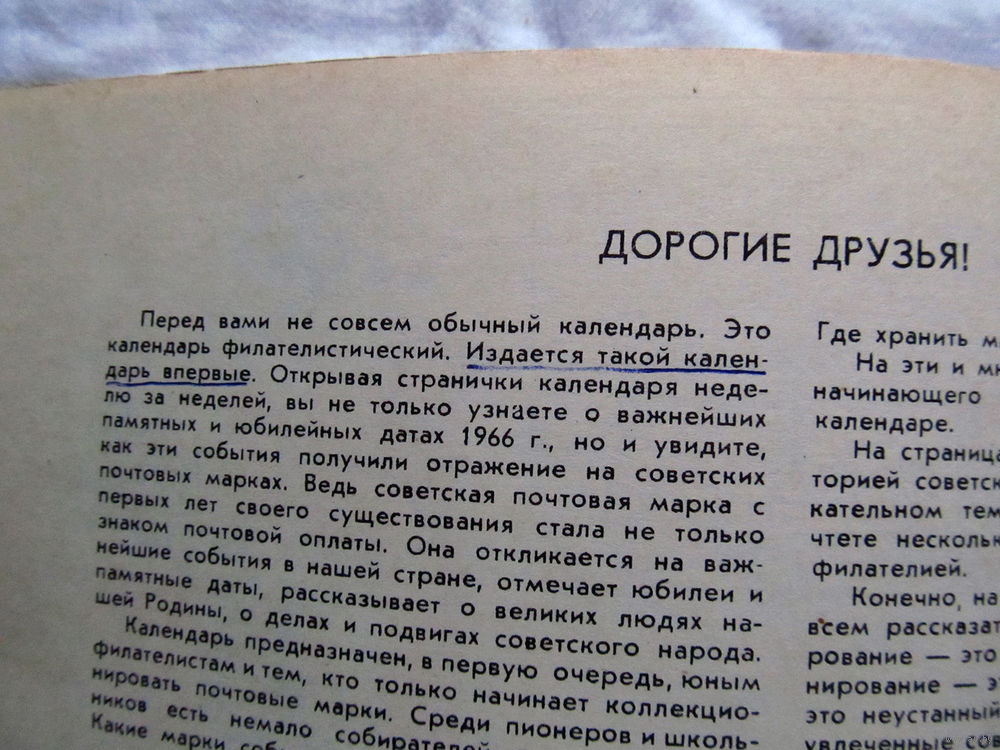 ДОРОГИЕ ДРУЗЬЯ!
Перед вами не совсем обычный календарь. Это
календарь филателистический. Издается такой кален-
дарь впервые. Открывая странички календаря неде-
лю за неделей, вы не только узнаете о важнейших
памятных и юбилейных датах 1966 г., но и увидите,
как эти события получили отражение на советских
почтовых марках. Ведь советская почтовая марка с
первых лет своего существования стала не только
знаком почтовой оплаты. Она откликается на важ-
нейшие события в нашей стране, отмечает юбилеи и
памятные даты, рассказывает о великих людях на-
шей Родины, о делах и подвигах советского народа.
Календарь предназначен, в первую очередь, юным
филателистам и тем, кто только начинает коллекцио-
нировать почтовые марки. Среди пионеров и школь-
ников есть немало собирателей
Какие марки
Где хранить
На эти и
начинающего
календаре.
На
торией
кательном
чтете
филателией.
Конечно, на
всем
рование — это
нирование —
это неустанный
увлеченные